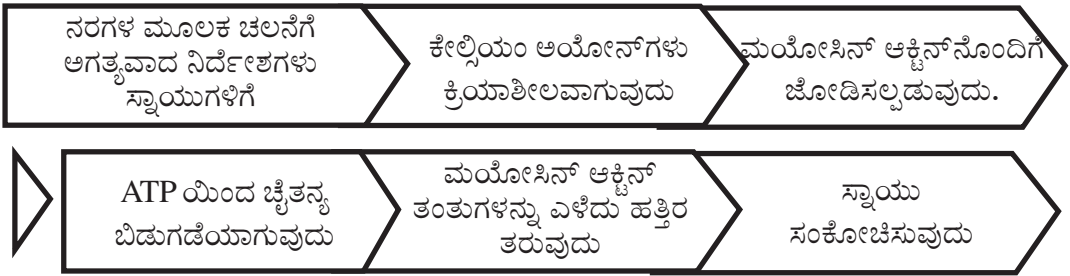 ನರಗಳ ಮೂಲಕ ಚಲನೆಗೆ
ಅಗತ್ಯವಾದ ನಿರ್ದೇಶಗಳು
ಸ್ನಾಯುಗಳಿಗೆ
ಕೇಲ್ಸಿಯಂ ಅಯೋನ್‌ಗಳು
ಕ್ರಿಯಾಶೀಲವಾಗುವುದು
ಮಯೋಸಿನ್ ಆಕ್ಟಿನ್‌ನೊಂದಿಗೆ
ಜೋಡಿಸಲ್ಪಡುವುದು.
ATP ಯಿಂದ ಚೈತನ್ಯ
ಬಿಡುಗಡೆಯಾಗುವುದು
ಮಯೋಸಿನ್ ಆಕ್ಟಿನ್
ತಂತುಗಳನ್ನು ಎಳೆದು ಹತ್ತಿರ
ತರುವುದು
ಸ್ನಾಯು
ಸಂಕೋಚಿಸುವುದು